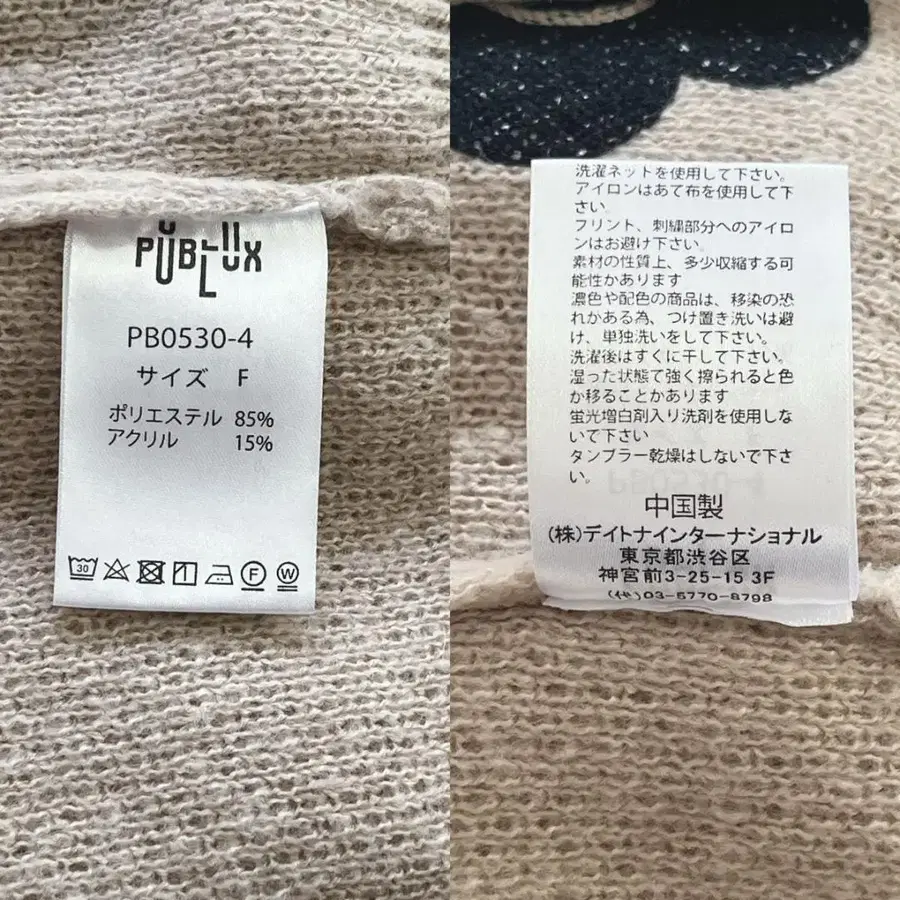 PUBLUX
PB0530-4
サイズ F
ポリエステル 85%
アクリル 15%
30
F
W
洗濯ネットを使用して下さい。
アイロンはあて布を使用して下
さい。
フリント、刺繍部分へのアイロ
ンはお避け下さい。
素材の性質上、多少収縮する可
能性かあります
濃色や配色の商品は、移染の恐
れかある為、つけ置き洗いは避
け、単独洗いをして下さい。
洗濯後はすぐに干して下さい。
湿った状態て強く擦られると色
か移ることかあります
蛍光増白剤入り洗剤を使用しな
いで下さい
タンブラー乾燥はしないで下さ
い。
中国製
(株)デイトナインターナショナル
東京都渋谷区
神宮前3-25-15 3F
(代)03-5770-8798